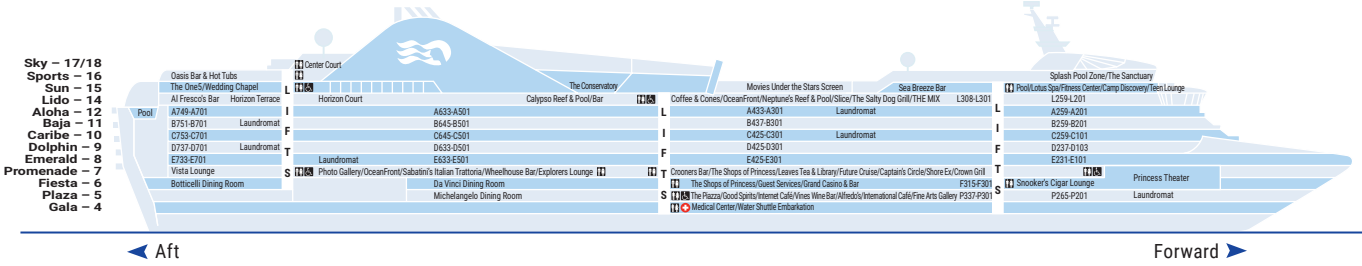 Sky – 17/18
Center Court
Sports – 16
Oasis Bar & Hot Tubs
Splash Pool Zone/The Sanctuary
Sun – 15
The One5/Wedding Chapel
The Conservatory
Movies Under the Stars Screen
Sea Breeze Bar
Pool/Lotus Spa/Fitness Center/Camp Discovery/Teen Lounge
Lido – 14
Al Fresco's Bar Horizon Terrace
Horizon Court
Calypso Reef & Pool/Bar
Coffee & Cones/OceanFront/Neptune's Reef & Pool/Slice/The Salty Dog Grill/THE MIX L308-L301
L259-L201
Aloha – 12
Pool
A749-A701
A633-A501
A433-A301 Laundromat
A259-A201
Baja – 11
B751-B701 Laundromat
B645-B501
B437-B301
B259-B201
Caribe – 10
C753-C701
C645-C501
C425-C301 Laundromat
C259-C101
Dolphin – 9
D737-D701 Laundromat
D633-D501
D425-D301
D237-D103
Emerald – 8
E733-E701
Laundromat
E633-E501
E425-E301
E231-E101
Promenade – 7
Vista Lounge
Photo Gallery/OceanFront/Sabatini's Italian Trattoria/Wheelhouse Bar/Explorers Lounge
Crooners Bar/The Shops of Princess/Leaves Tea & Library/Future Cruise/Captain's Circle/Shore Ex/Crown Grill
Princess Theater
Fiesta – 6
Botticelli Dining Room
Da Vinci Dining Room
The Shops of Princess/Guest Services/Grand Casino & Bar F315-F301
Snooker's Cigar Lounge
Plaza – 5
Michelangelo Dining Room
The Piazza/Good Spirits/Internet Café/Vines Wine Bar/Alfredo's/International Café/Fine Arts Gallery P337-P301
P265-P201 Laundromat
Gala – 4
Medical Center/Water Shuttle Embarkation
LIFTS
LIFTS
LIFTS
Aft
Forward